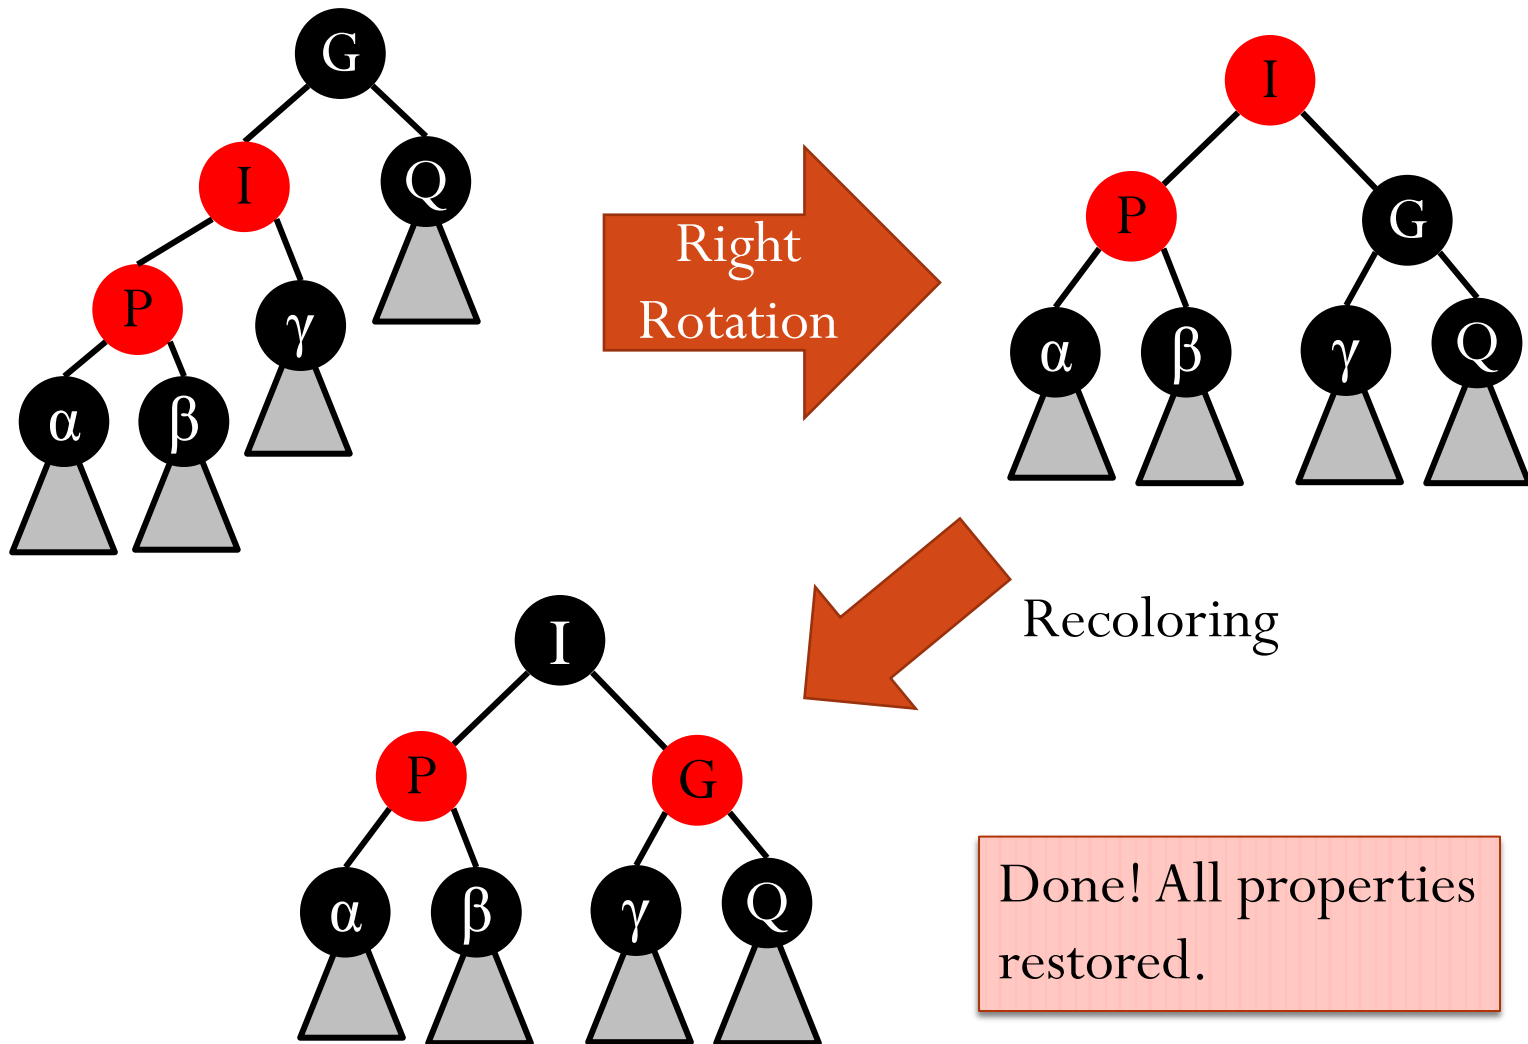 G
I
Q
P
γ
α
β
Right
Rotation
I
P
G
α
β
γ
Q
Recoloring
I
P
G
α
β
γ
Q
Done! All properties
restored.